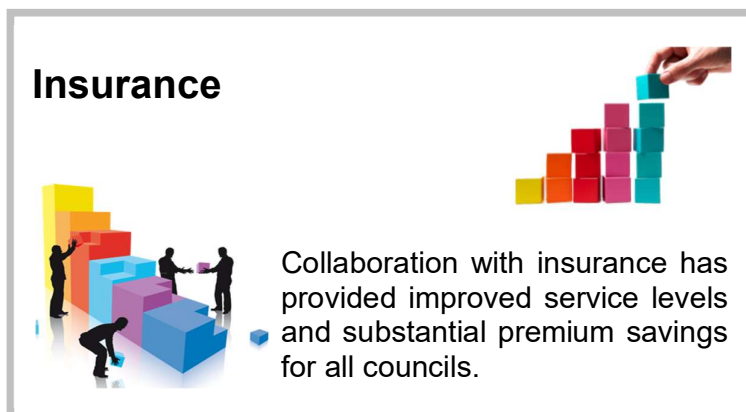 Insurance
Collaboration with insurance has
provided improved service levels
and substantial premium savings
for all councils.